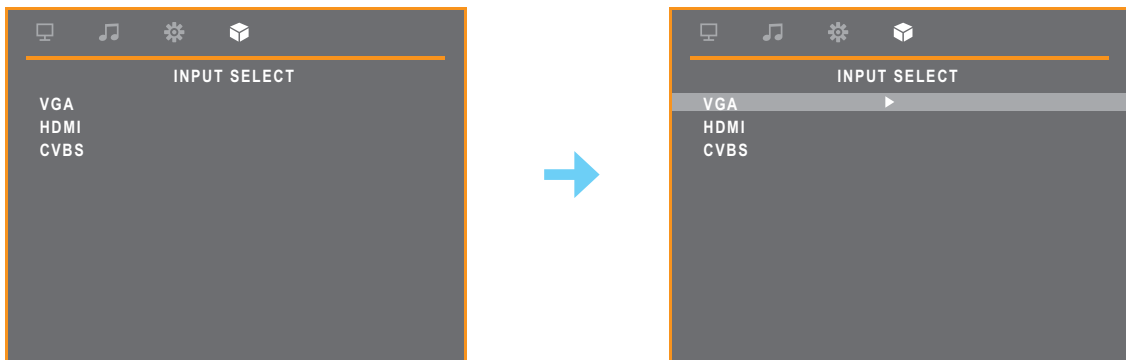 INPUT SELECT
VGA
HDMI
CVBS
INPUT SELECT
VGA
HDMI
CVBS